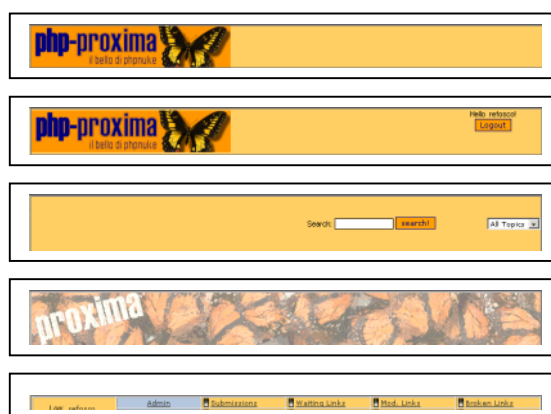 php-proxima
il bello di phpnuke
php-proxima
il bello di phpnuke
Hello refosco!
Logout
Search:
search!
All Topics
proxima
Admin
Submissions
Waiting Links
Mod. Links
Broken Links
refosco